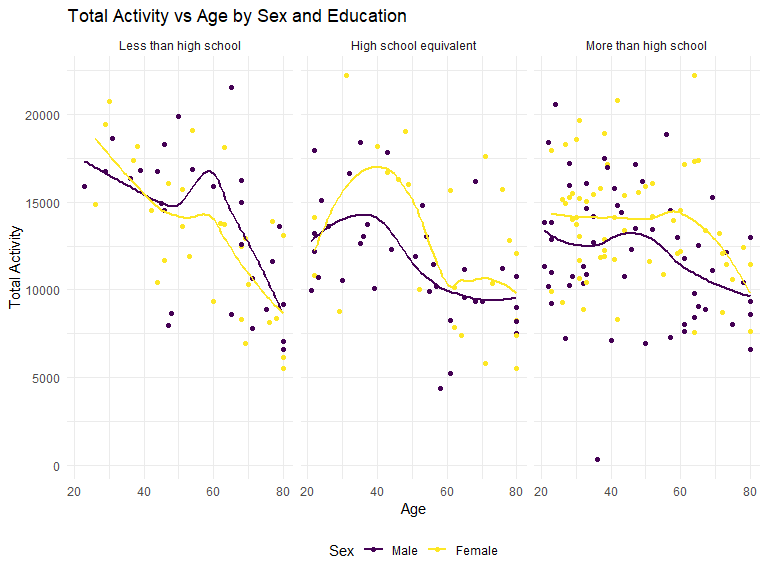 Total Activity vs Age by Sex and Education
Less than high school High school equivalent More than high school
20000
15000
10000
5000
0
Total Activity
20 40 60 80 20 40 60 80 20 40 60 80
Age
Sex Male Female